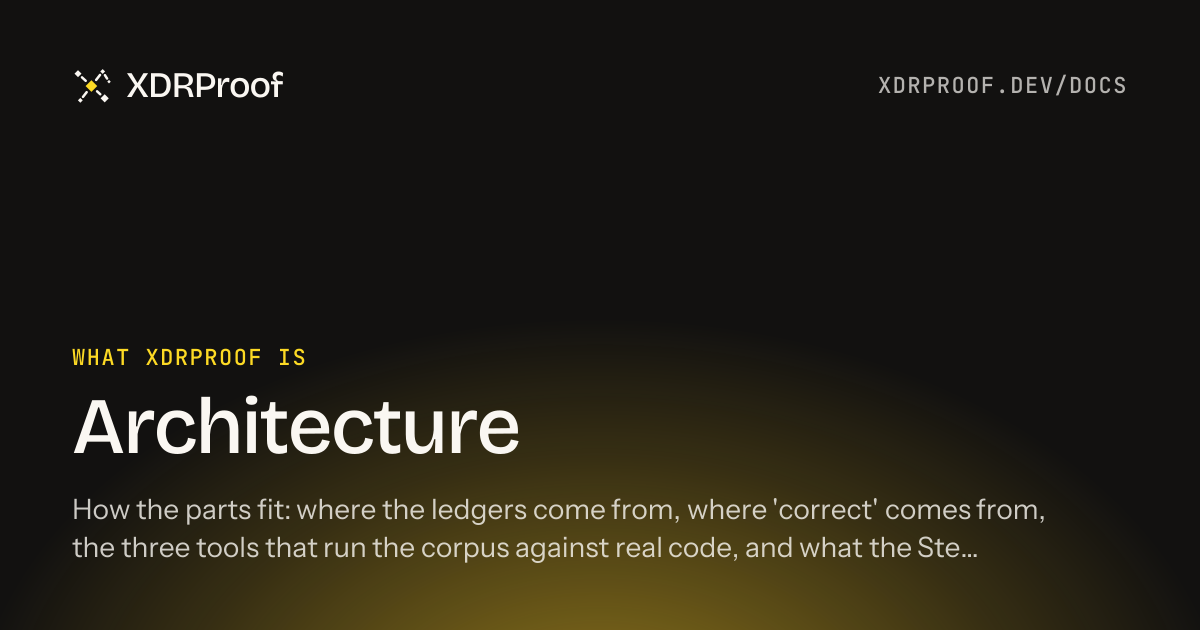 XDRProof
XDRPROOF.DEV/DOCS
WHAT XDRPROOF IS
Architecture
How the parts fit: where the ledgers come from, where 'correct' comes from,
the three tools that run the corpus against real code, and what the Ste...